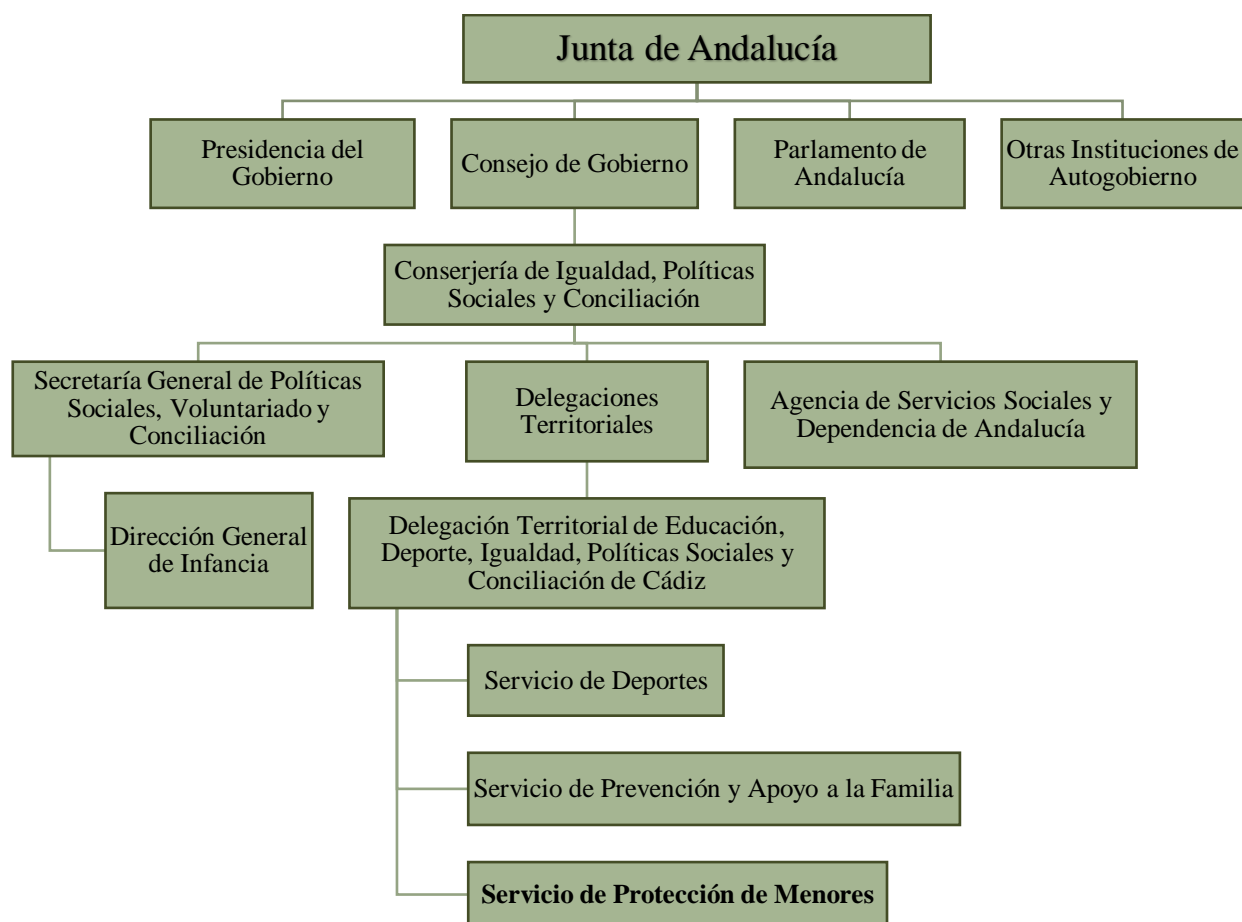 Junta de Andalucía
Presidencia del
Gobierno
Consejo de Gobierno
Parlamento de
Andalucía
Otras Instituciones de
Autogobierno
Conserjería de Igualdad, Políticas
Sociales y Conciliación
Secretaría General de Políticas
Sociales, Voluntariado y
Conciliación
Delegaciones
Territoriales
Agencia de Servicios Sociales y
Dependencia de Andalucía
Dirección General
de Infancia
Delegación Territorial de Educación,
Deporte, Igualdad, Políticas Sociales y
Conciliación de Cádiz
Servicio de Deportes
Servicio de Prevención y Apoyo a la Familia
Servicio de Protección de Menores